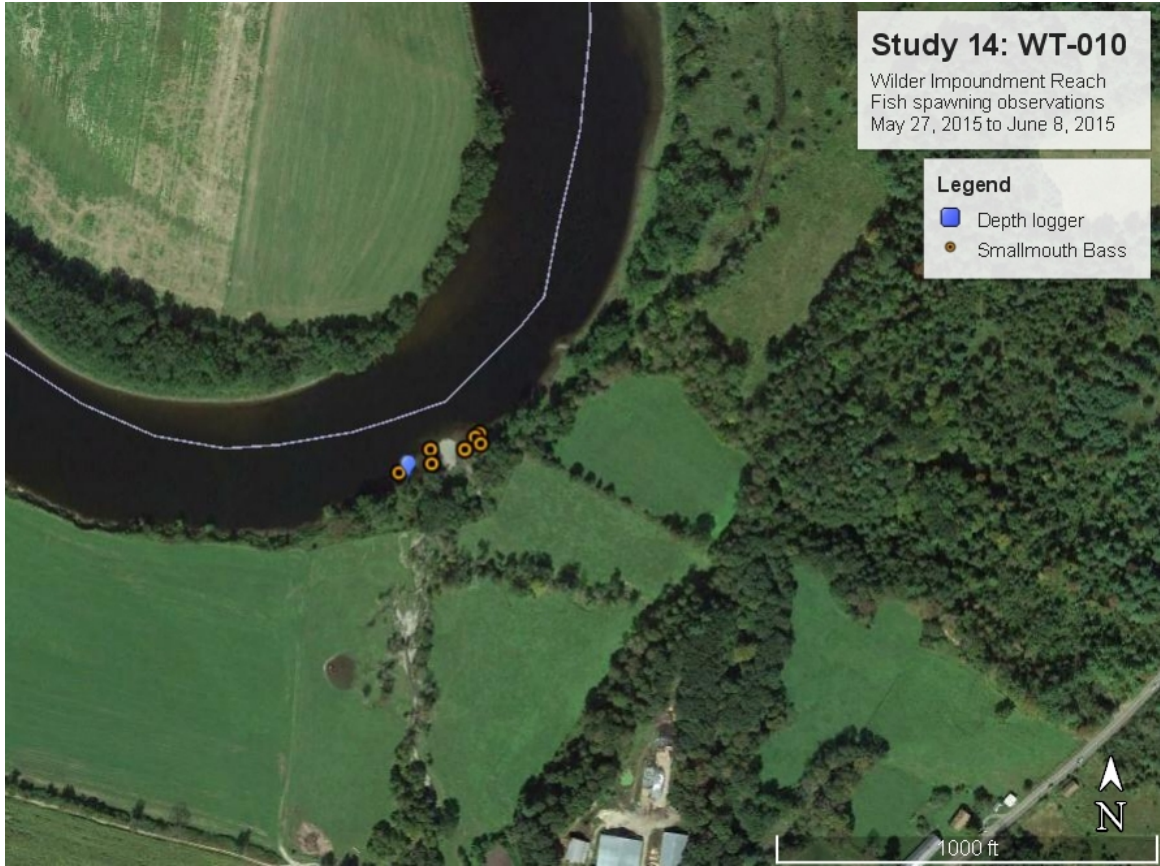 Study 14: WT-010
Wilder Impoundment Reach
Fish spawning observations
May 27, 2015 to June 8, 2015
Legend
Depth logger
Smallmouth Bass
N
1000 ft